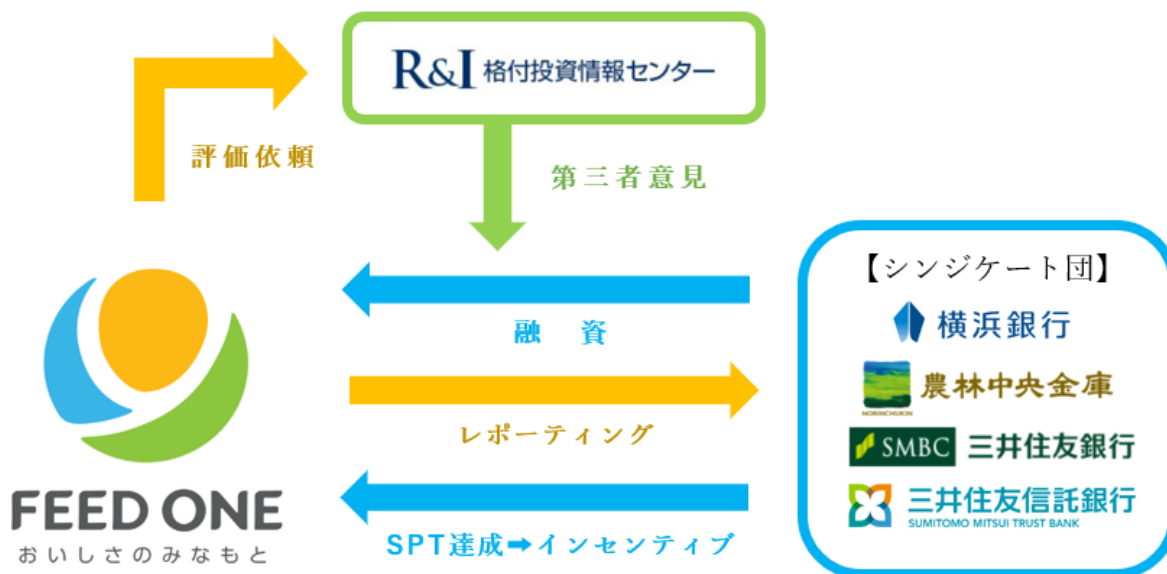 R&I 格付投資情報センター
評価依頼
第三者意見
【シンジケート団】
横浜銀行
融 資
農林中央金庫
NORINCHUKIN
レポーティング
SMBC 三井住友銀行
FEED ONE
おいしさのみなもと
三井住友信託銀行
SUMITOMO MITSUI TRUST BANK
SPT達成➡インセンティブ